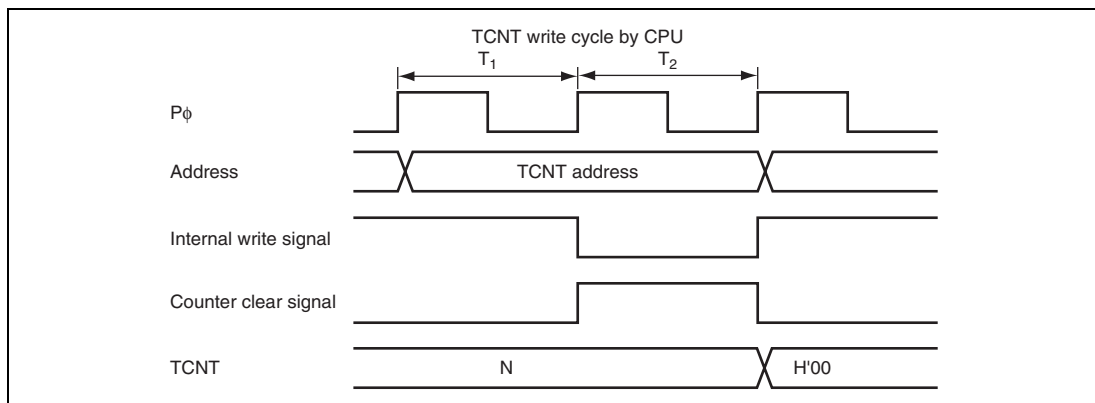 TCNT write cycle by CPU
T₁ T₂
Pϕ
Address TCNT address
Internal write signal
Counter clear signal
TCNT N H'00